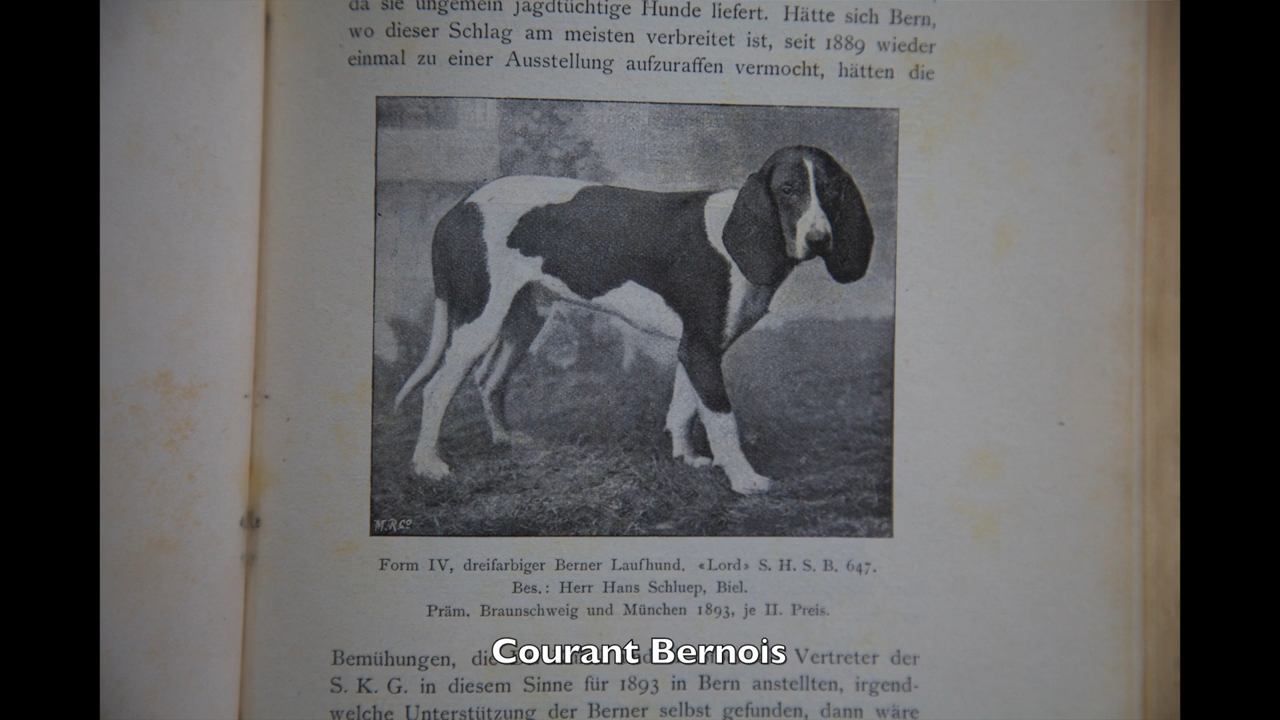 da sie ungemein jagdtüchtige Hunde liefert. Hätte sich Bern,
wo dieser Schlag am meisten verbreitet ist, seit 1889 wieder
einmal zu einer Ausstellung aufzuraffen vermocht, hätten die
M.R.Co
Form IV, dreifarbiger Berner Laufhund. «Lord» S. H. S. B. 647.
Bes.: Herr Hans Schluep, Biel.
Präm. Braunschweig und München 1893, je II. Preis.
Courant Bernois
Bemühungen, die Vertreter der
S. K. G. in diesem Sinne für 1893 in Bern anstellten, irgend-
welche Unterstützung der Berner selbst gefunden, dann wäre